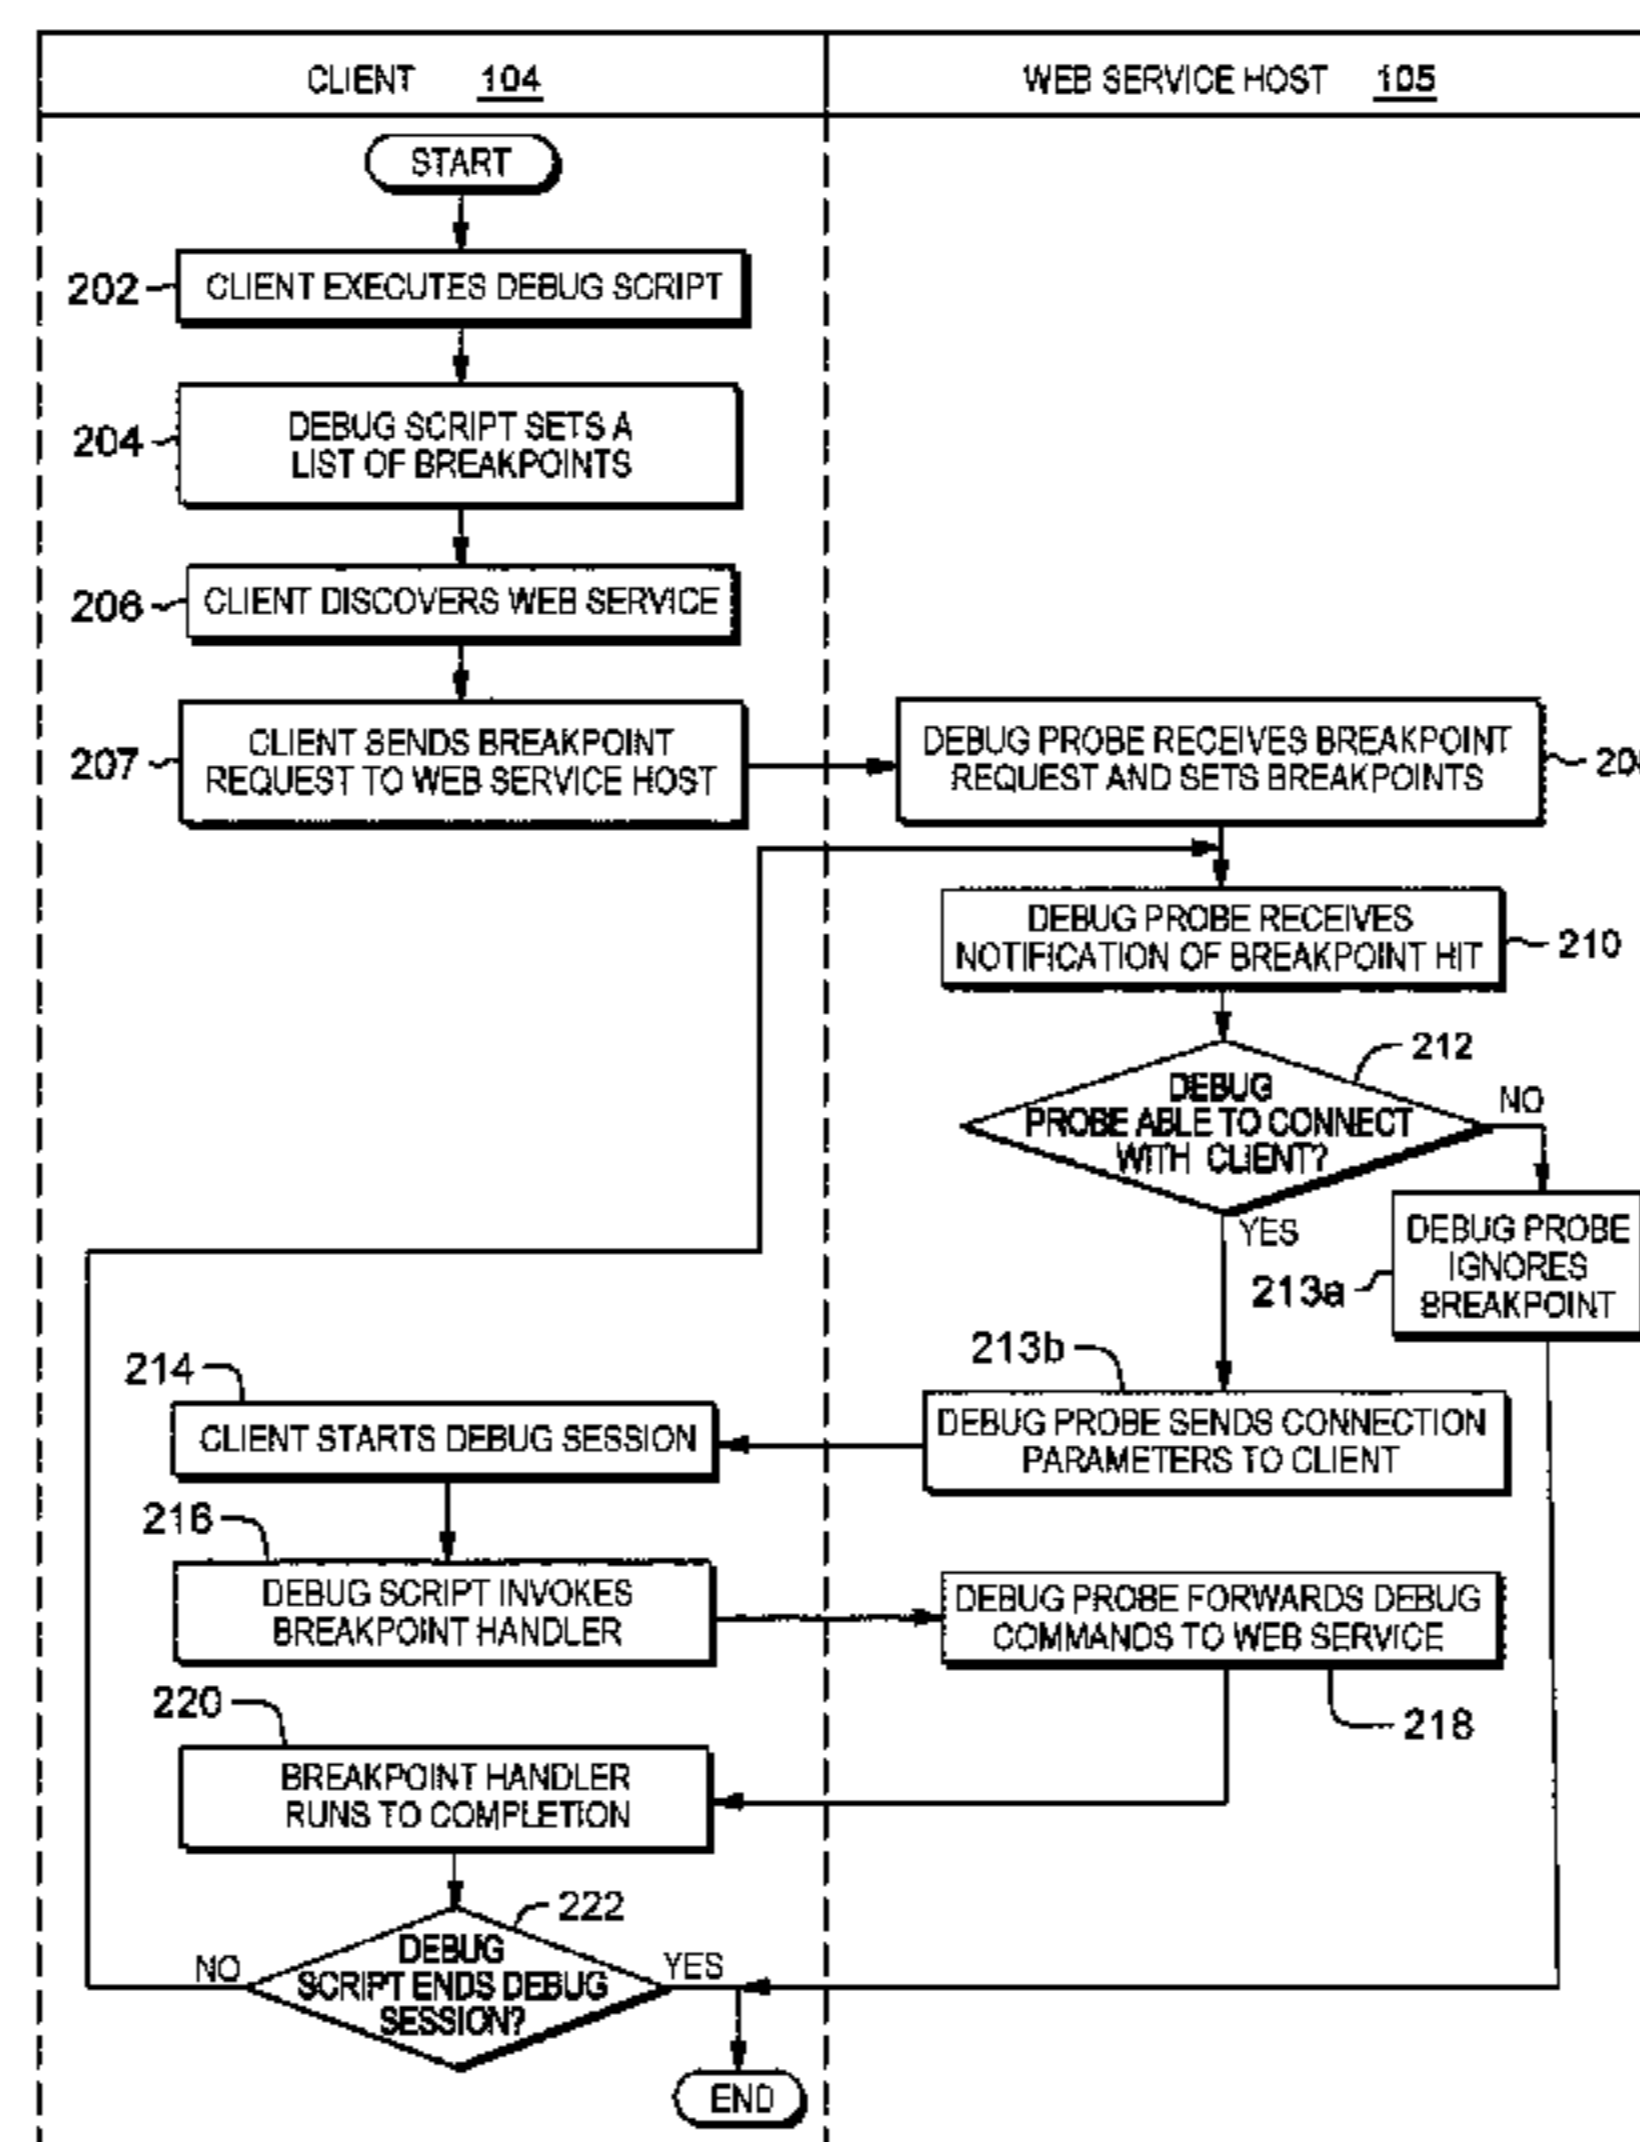 CLIENT 104
WEB SERVICE HOST 105
START
202
CLIENT EXECUTES DEBUG SCRIPT
204
DEBUG SCRIPT SETS A
LIST OF BREAKPOINTS
206
CLIENT DISCOVERS WEB SERVICE
207
CLIENT SENDS BREAKPOINT
REQUEST TO WEB SERVICE HOST
DEBUG PROBE RECEIVES BREAKPOINT
REQUEST AND SETS BREAKPOINTS
DEBUG PROBE RECEIVES
NOTIFICATION OF BREAKPOINT HIT
210
212
DEBUG
PROBE ABLE TO CONNECT
WITH CLIENT?
NO
YES
DEBUG PROBE
IGNORES
BREAKPOINT
213a
213b
DEBUG PROBE SENDS CONNECTION
PARAMETERS TO CLIENT
214
CLIENT STARTS DEBUG SESSION
216
DEBUG SCRIPT INVOKES
BREAKPOINT HANDLER
DEBUG PROBE FORWARDS DEBUG
COMMANDS TO WEB SERVICE
218
220
BREAKPOINT HANDLER
RUNS TO COMPLETION
222
DEBUG
SCRIPT ENDS DEBUG
SESSION?
NO
YES
END